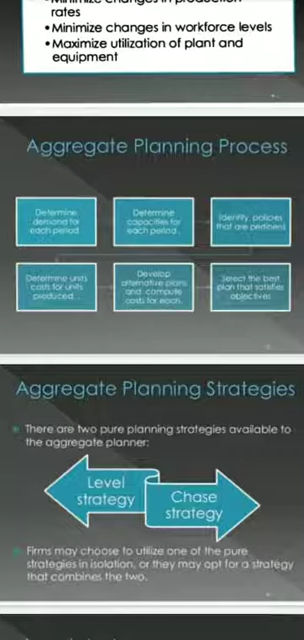 Minimize changes in production
rates
• Minimize changes in workforce levels
• Maximize utilization of plant and
equipment
Aggregate Planning Process
Determine
demand for
each period
Determine
capacities for
each period
Identify policies
that are pertinent
Determine units
costs for units
produced
Develop
alternative plans
and compute
costs for each
Select the best
plan that satisfies
objectives
Aggregate Planning Strategies
There are two pure planning strategies available to
the aggregate planner:
Level
strategy
Chase
strategy
Firms may choose to utilize one of the pure
strategies in isolation, or they may opt for a strategy
that combines the two.